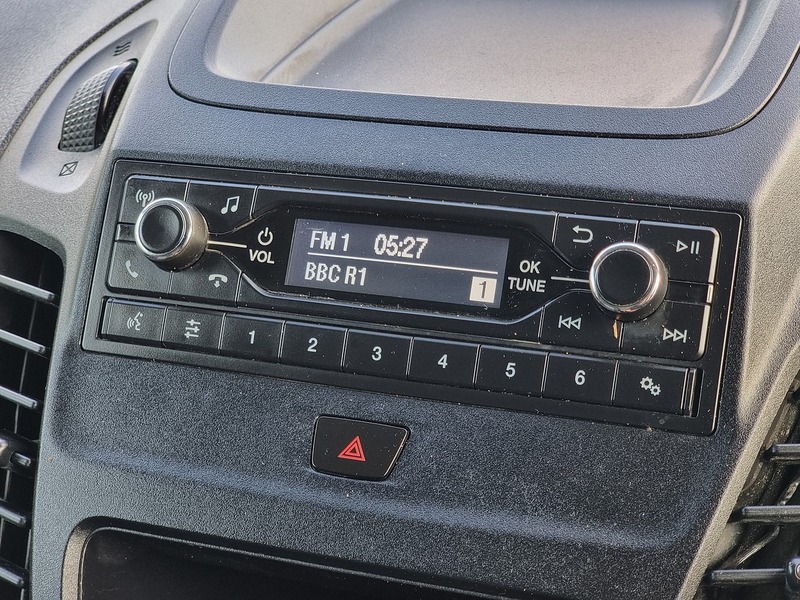 FM 1 05:27
BBC R1
1
VOL
OK
TUNE
1 2 3 4 5 6